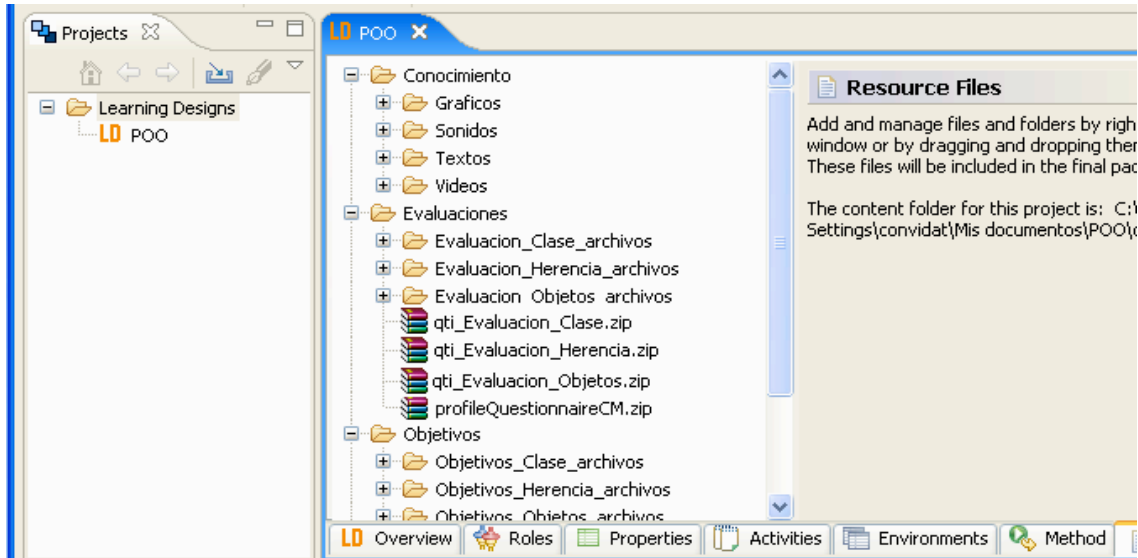 Projects
Learning Designs
LD POO
LD POO
Conocimiento
Graficos
Sonidos
Textos
Videos
Evaluaciones
Evaluacion_Clase_archivos
Evaluacion_Herencia_archivos
Evaluacion_Objetos_archivos
qti_Evaluacion_Clase.zip
qti_Evaluacion_Herencia.zip
qti_Evaluacion_Objetos.zip
profileQuestionnaireCM.zip
Objetivos
Objetivos_Clase_archivos
Objetivos_Herencia_archivos
Objetivos_Objetos_archivos
Resource Files
Add and manage files and folders by righ
window or by dragging and dropping ther
These files will be included in the final pac
The content folder for this project is: C:\
Settings\convidat\Mis documentos\POO\
LD Overview Roles Properties Activities Environments Method